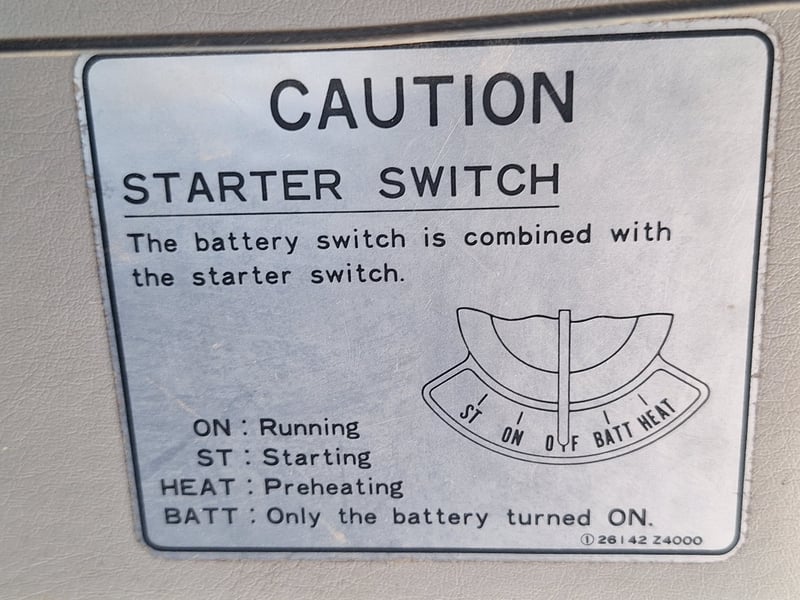 CAUTION
STARTER SWITCH
The battery switch is combined with
the starter switch.
ST ON OFF BATT HEAT
ON : Running
ST : Starting
HEAT : Preheating
BATT : Only the battery turned ON.
① 26142 Z4000